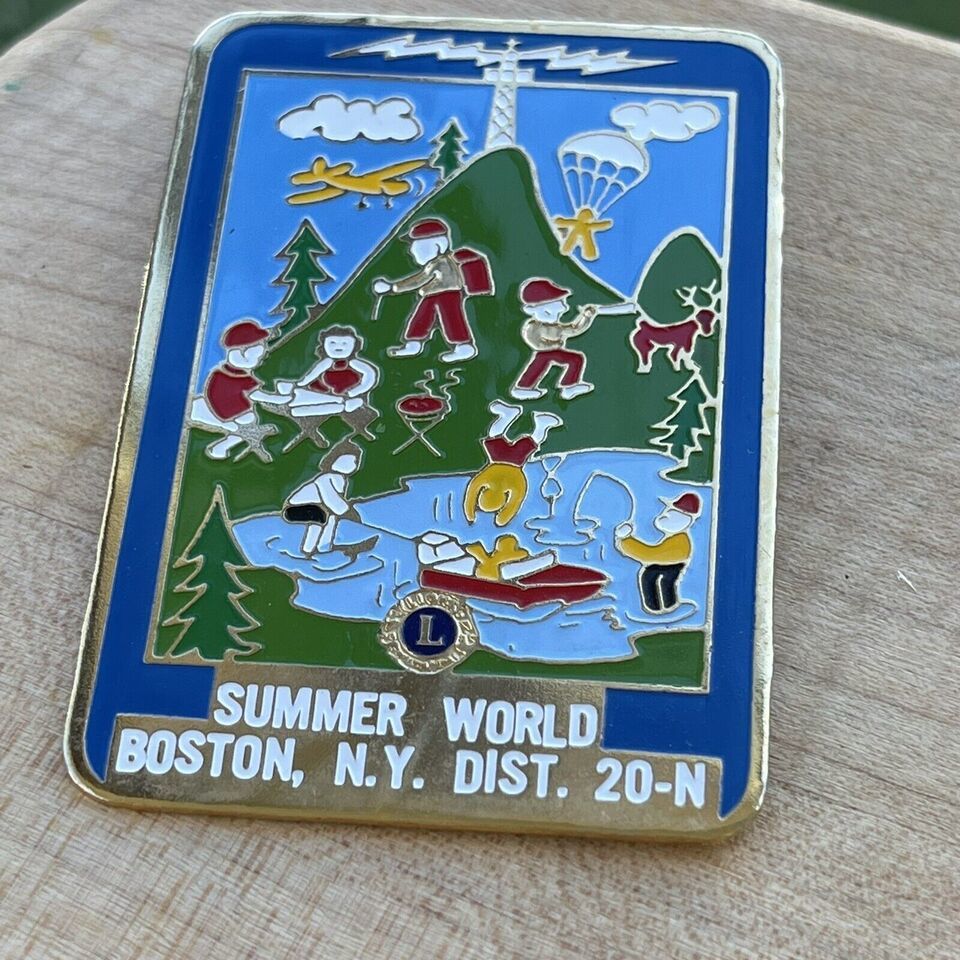 L
SUMMER WORLD
BOSTON, N.Y. DIST. 20-N